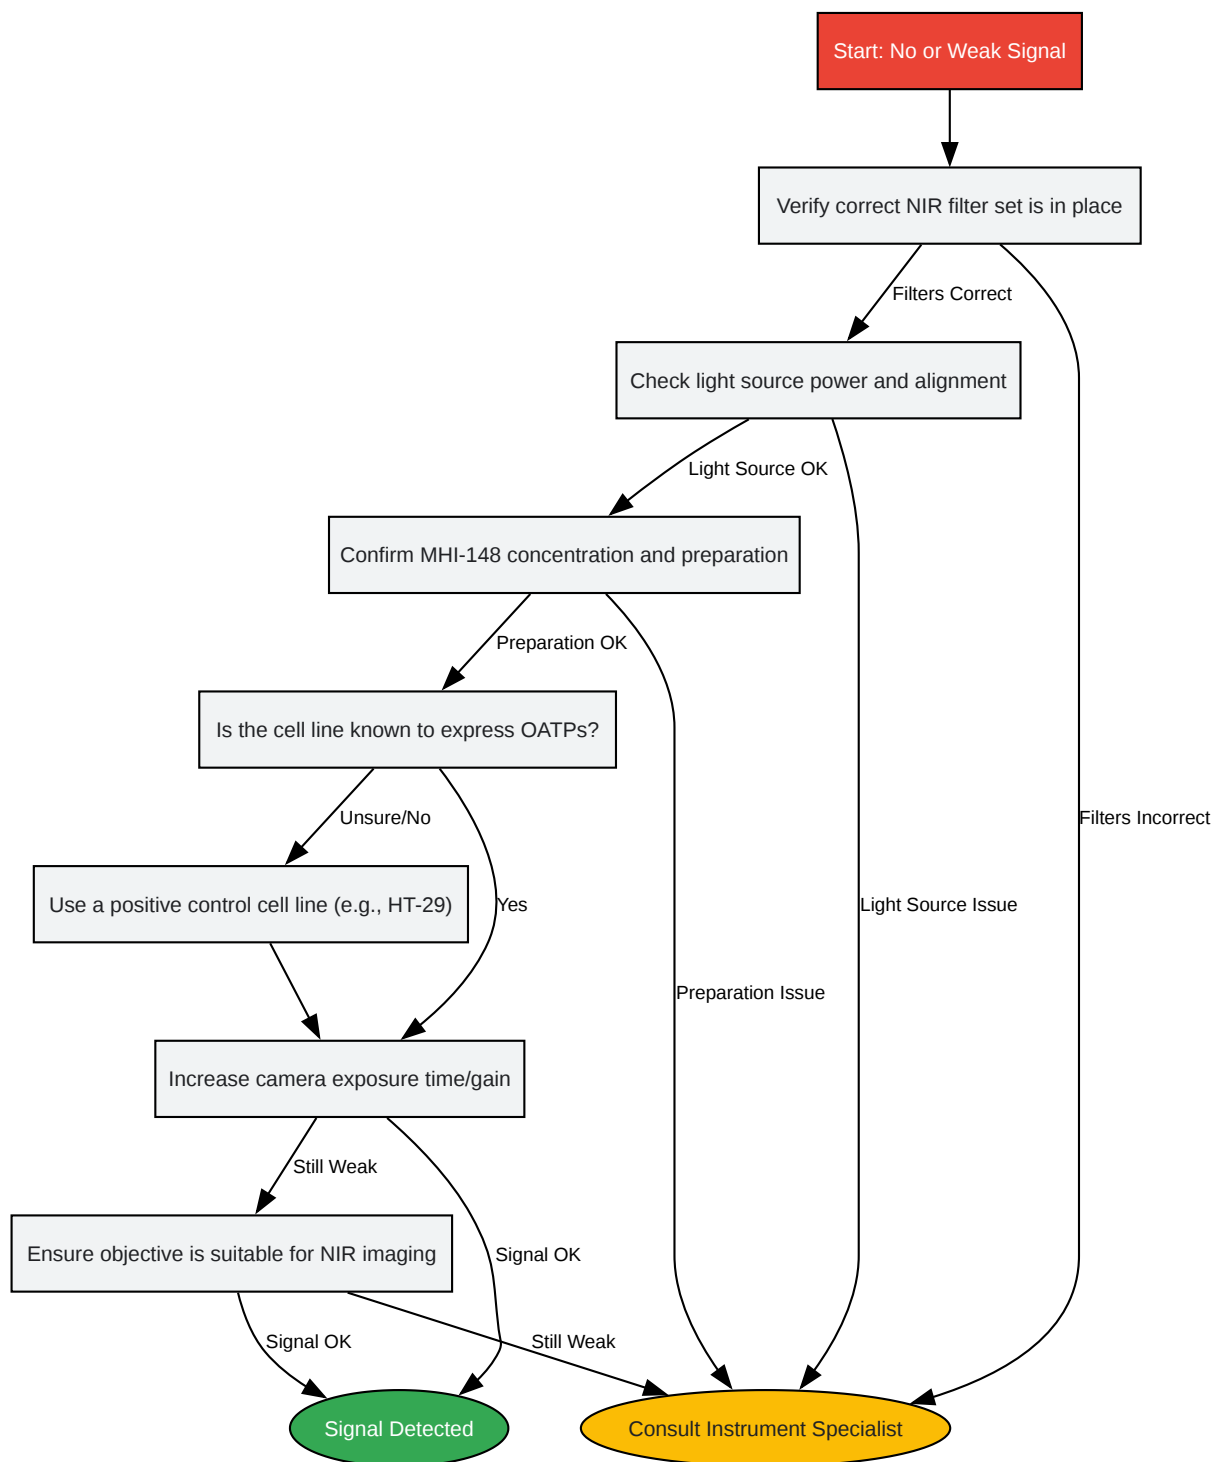 Start: No or Weak Signal
Verify correct NIR filter set is in place
Filters Correct
Check light source power and alignment
Light Source OK
Confirm MHI-148 concentration and preparation
Preparation OK
Is the cell line known to express OATPs?
Unsure/No
Filters Incorrect
Use a positive control cell line (e.g., HT-29)
Yes
Light Source Issue
Preparation Issue
Increase camera exposure time/gain
Still Weak
Ensure objective is suitable for NIR imaging
Signal OK
Signal OK
Still Weak
Signal Detected
Consult Instrument Specialist